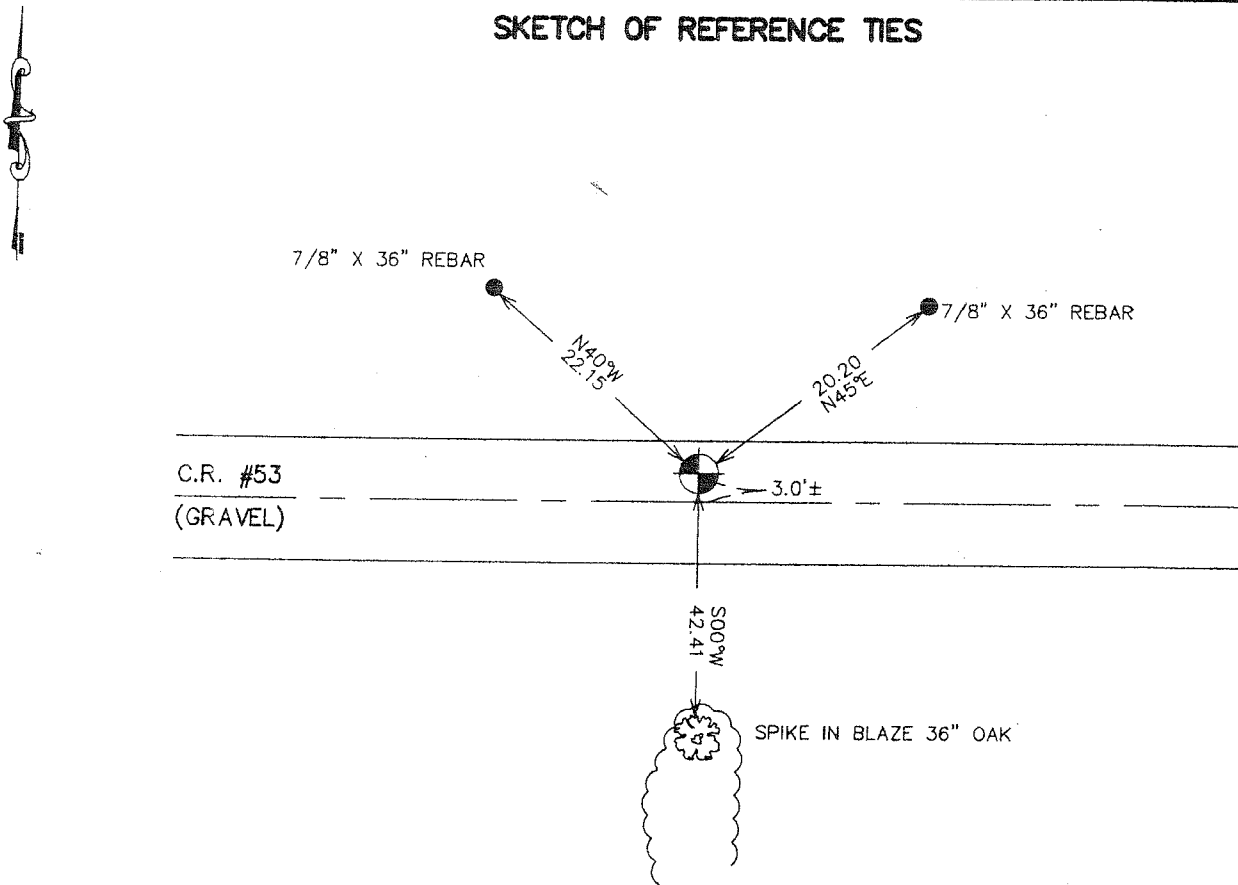 SKETCH OF REFERENCE TIES
7/8" X 36" REBAR
7/8" X 36" REBAR
N40°W
22.15
20.20
N45°E
C.R. #53
(GRAVEL)
3.0'±
S00°W
42.41
SPIKE IN BLAZE 36" OAK